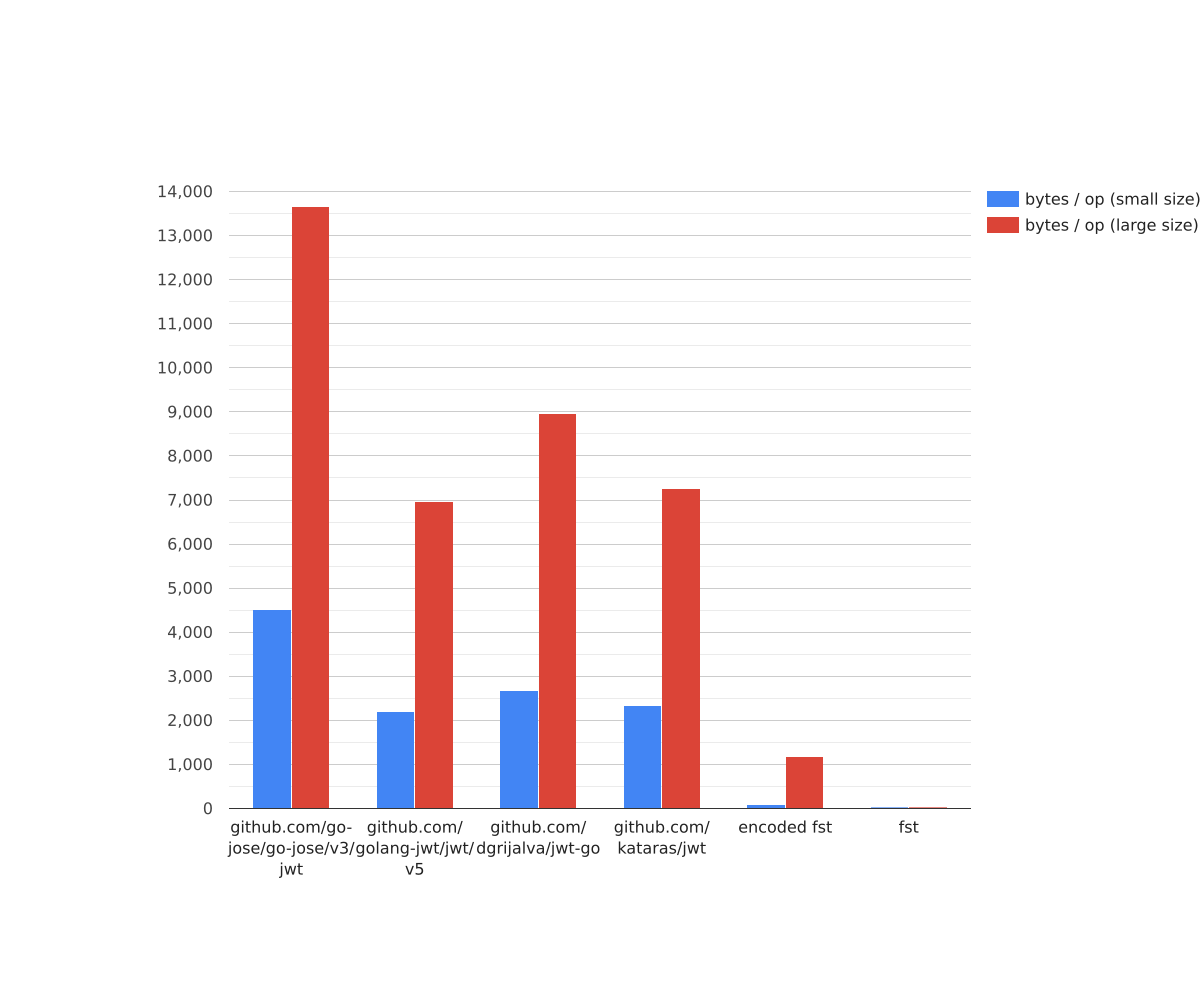 14,000
13,000
12,000
11,000
10,000
9,000
8,000
7,000
6,000
5,000
4,000
3,000
2,000
1,000
0
bytes / op (small size)
bytes / op (large size)
github.com/go-
jose/go-jose/v3/
jwt
github.com/
golang-jwt/jwt/
v5
github.com/
dgrijalva/jwt-go
github.com/
kataras/jwt
encoded fst
fst